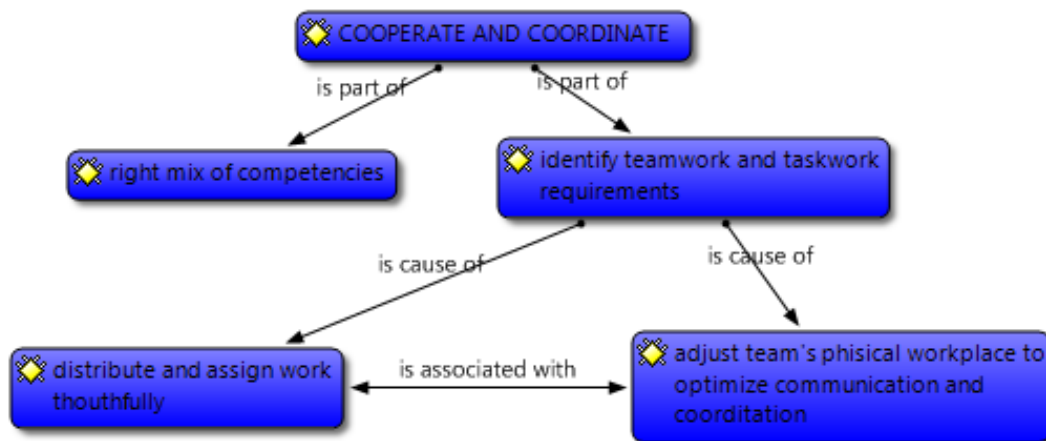 COOPERATE AND COORDINATE
is part of
is part of
right mix of competencies
identify teamwork and taskwork
requirements
is cause of
is cause of
distribute and assign work
thouthfully
is associated with
adjust team's phisical workplace to
optimize communication and
coorditation